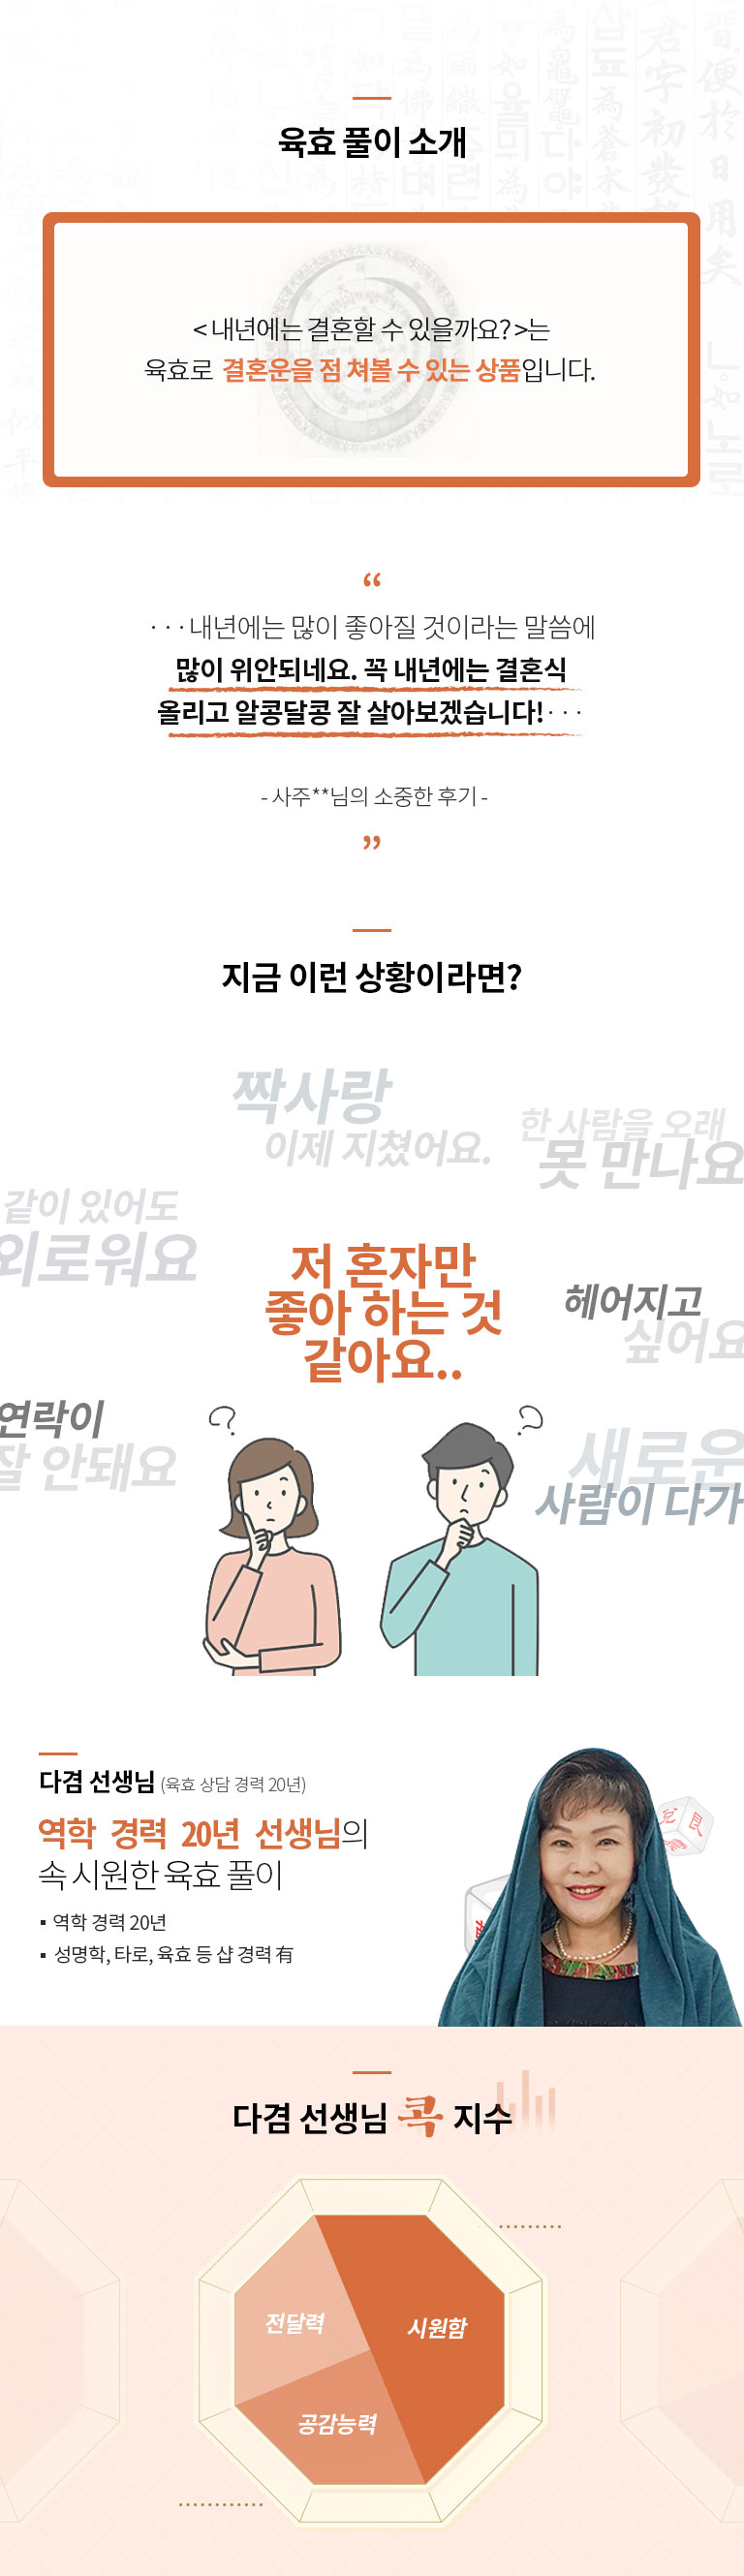 육효 풀이 소개
< 내년에는 결혼할 수 있을까요? >는
육효로 결혼운을 점 쳐볼 수 있는 상품입니다.
“
· · · 내년에는 많이 좋아질 것이라는 말씀에
많이 위안되네요. 꼭 내년에는 결혼식
올리고 알콩달콩 잘 살아보겠습니다! · · ·
- 사주**님의 소중한 후기 -
”
지금 이런 상황이라면?
짝사랑
이제 지쳤어요.
한 사람을 오래
못 만나요
같이 있어도
외로워요
저 혼자만
좋아 하는 것
같아요..
헤어지고
싶어요
연락이
잘 안돼요
새로운
사람이 다가
다겸 선생님 (육효 상담 경력 20년)
역학 경력 20년 선생님의
속 시원한 육효 풀이
▪ 역학 경력 20년
▪ 성명학, 타로, 육효 등 샵 경력 有
兌
艮
다겸 선생님 콕 지수
전달력
시원함
공감능력